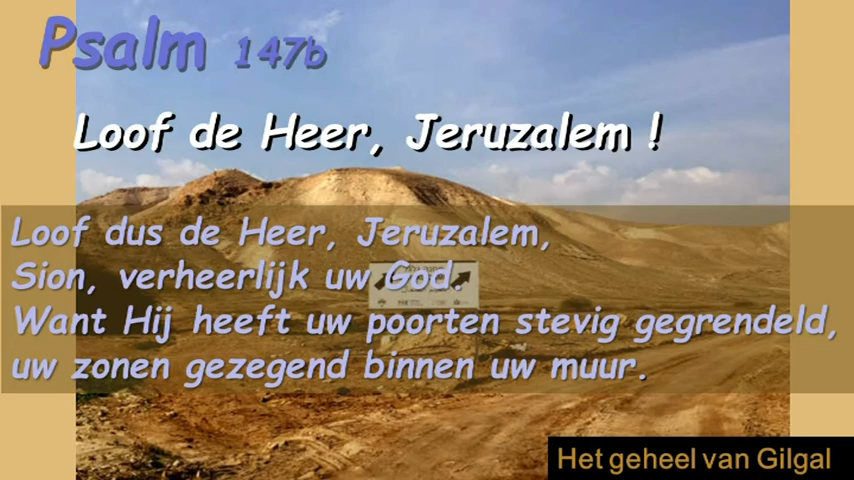 Psalm 147b
Loof de Heer, Jeruzalem !
Loof dus de Heer, Jeruzalem,
Sion, verheerlijk uw God.
Want Hij heeft uw poorten stevig gegrendeld,
uw zonen gezegend binnen uw muur.
Het geheel van Gilgal